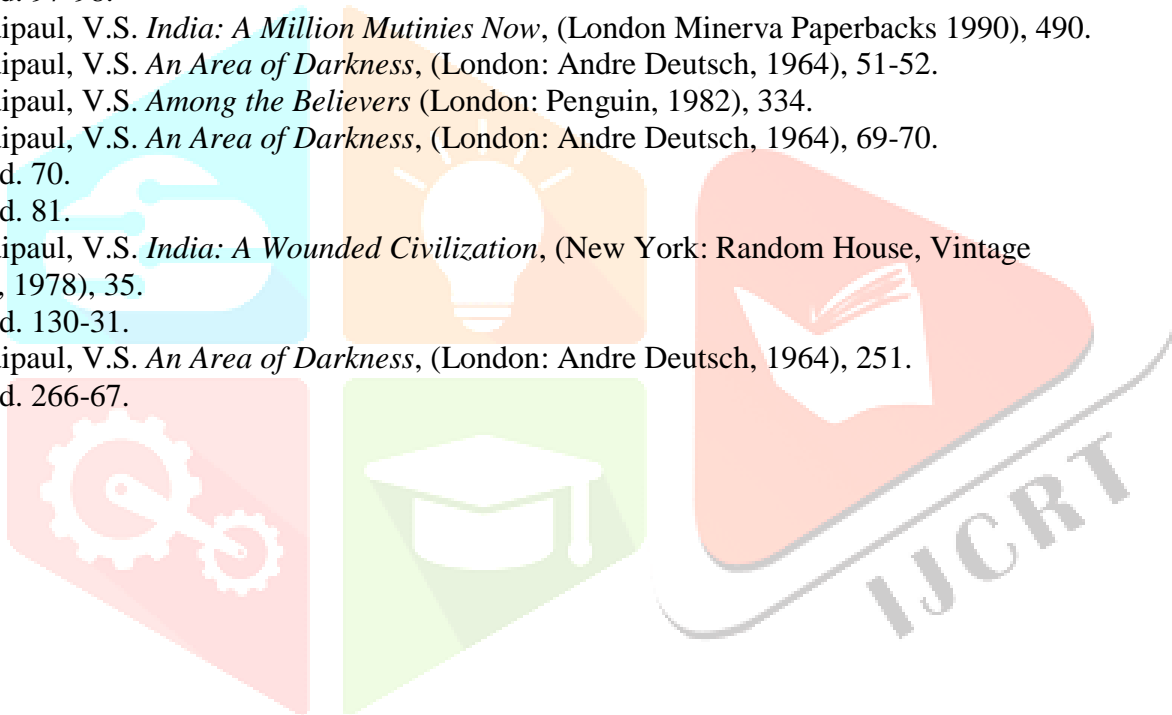 d. 97-98.
ipaul, V.S. India: A Million Mutinies Now, (London Minerva Paperbacks 1990), 490.
ipaul, V.S. An Area of Darkness, (London: Andre Deutsch, 1964), 51-52.
ipaul, V.S. Among the Believers (London: Penguin, 1982), 334.
ipaul, V.S. An Area of Darkness, (London: Andre Deutsch, 1964), 69-70.
d. 70.
d. 81.
ipaul, V.S. India: A Wounded Civilization, (New York: Random House, Vintage
, 1978), 35.
d. 130-31.
ipaul, V.S. An Area of Darkness, (London: Andre Deutsch, 1964), 251.
d. 266-67.
IJCRT